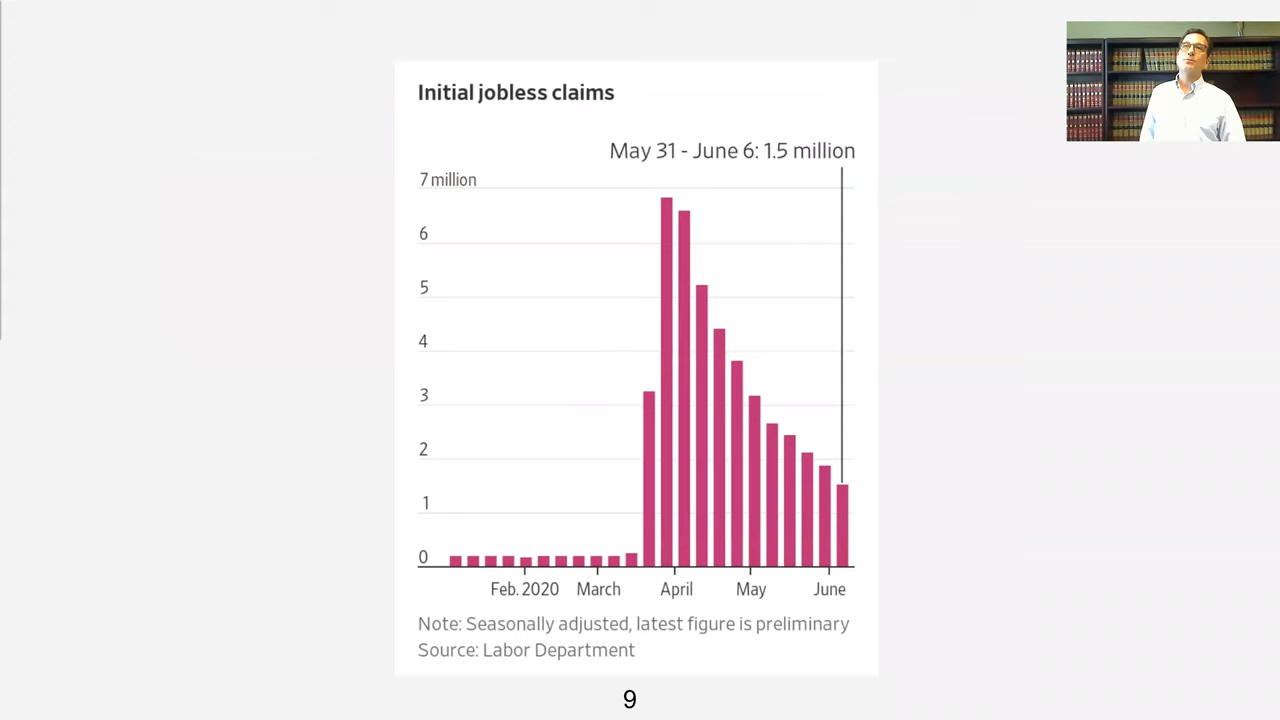 Initial jobless claims
May 31 - June 6: 1.5 million
7 million
6
5
4
3
2
1
0
Feb. 2020 March April May June
Note: Seasonally adjusted, latest figure is preliminary
Source: Labor Department
9